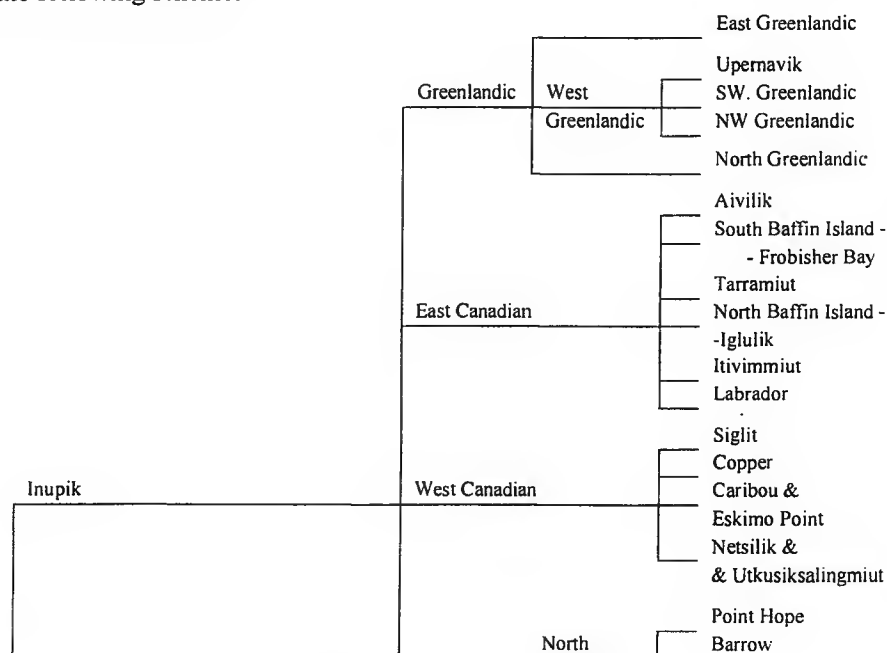 East Greenlandic
Upernavik
Greenlandic West SW. Greenlandic
Greenlandic NW Greenlandic
North Greenlandic
Aivilik
South Baffin Island -
- Frobisher Bay
Tarramiut
East Canadian North Baffin Island -
-Iglulik
Itivimmiut
Labrador
Siglit
Copper
Inupik West Canadian Caribou &
Eskimo Point
Netsilik &
& Utkusiksalingmiut
Point Hope
North Barrow